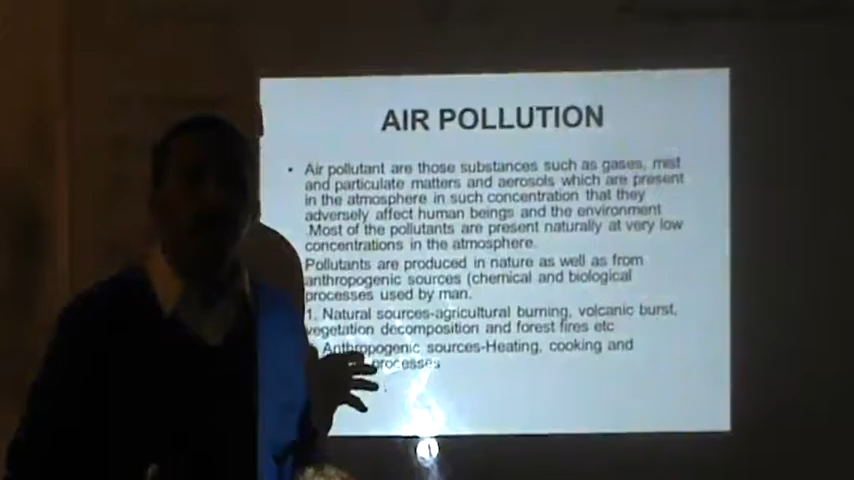 AIR POLLUTION
• Air pollutant are those substances such as gases, mist
and particulate matters and aerosols which are present
in the atmosphere in such concentration that they
adversely affect human beings and the environment
.Most of the pollutants are present naturally at very low
concentrations in the atmosphere.
Pollutants are produced in nature as well as from
anthropogenic sources (chemical and biological
processes used by man.
1. Natural sources-agricultural burning, volcanic burst,
vegetation decomposition and forest fires etc
Anthropogenic sources-Heating, cooking and
processes